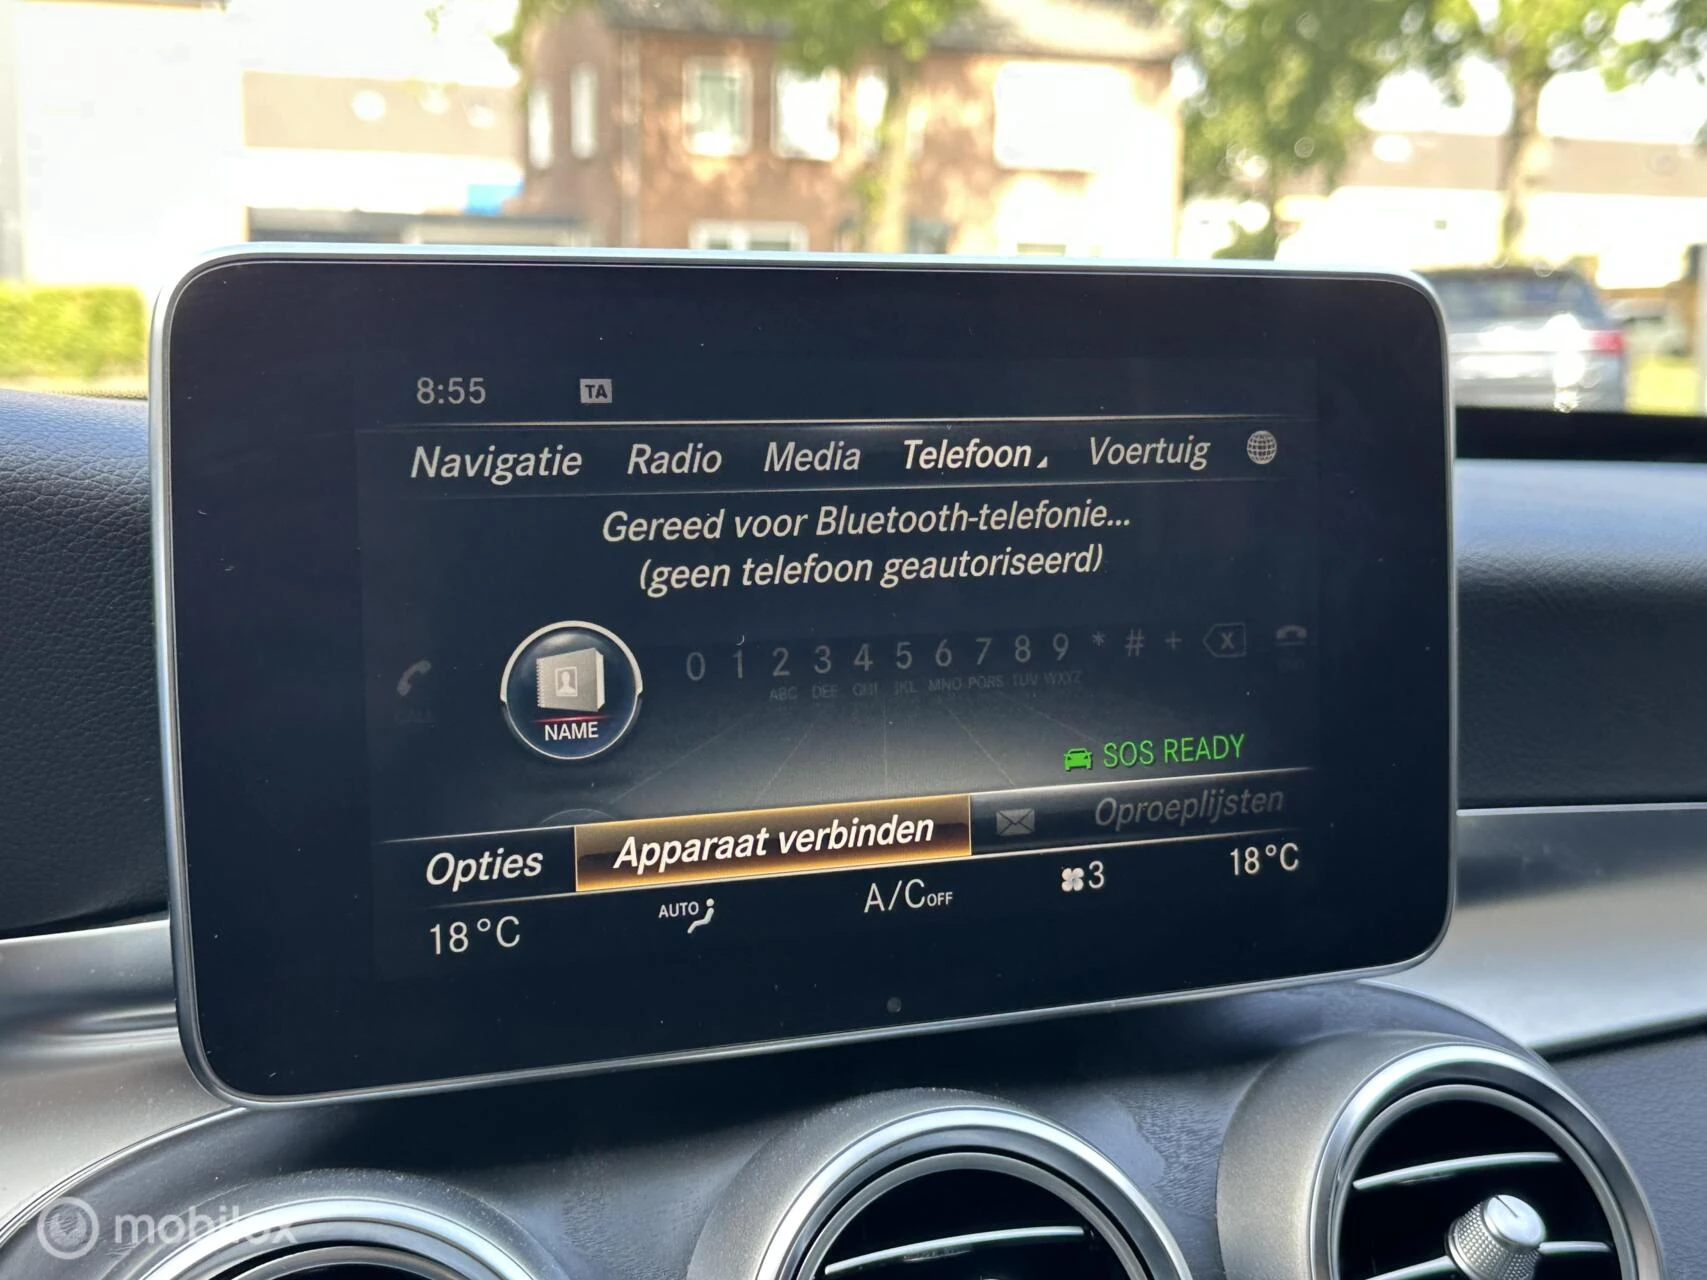 8:55 TA
Navigatie Radio Media Telefoon Voertuig
Gereed voor Bluetooth-telefonie...
(geen telefoon geautoriseerd)
0 1 2 3 4 5 6 7 8 9 * # + X
ABC DEF GHI JKL MNO PQRS TUV WXYZ
NAME
SOS READY
Opties Apparaat verbinden Oproeplijsten
18°C AUTO A/C OFF 3 18°C
mobilox